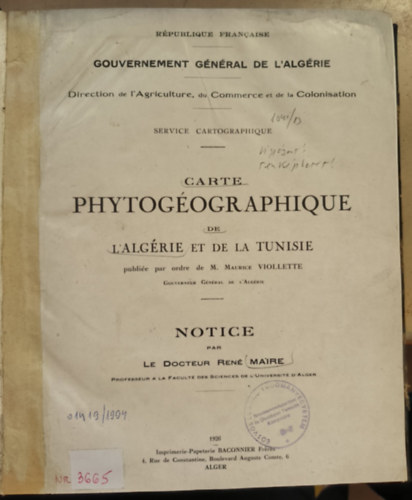 RÉPUBLIQUE FRANÇAISE
GOUVERNEMENT GÉNÉRAL DE L'ALGÉRIE
Direction de l'Agriculture, du Commerce et de la Colonisation
SERVICE CARTOGRAPHIQUE
CARTE
PHYTOGÉOGRAPHIQUE
DE
L'ALGÉRIE ET DE LA TUNISIE
publiée par ordre de M. MAURICE VIOLLETTE
GOUVERNEUR GÉNÉRAL DE L'ALGÉRIE
NOTICE
PAR
LE DOCTEUR RENÉ MAIRE
PROFESSEUR A LA FACULTÉ DES SCIENCES DE L'UNIVERSITÉ D'ALGER
1926
Imprimerie-Papeterie BACONNIER Frères
4, Rue de Constantine, Boulevard Auguste Comte, 6
ALGER
NR. 3665